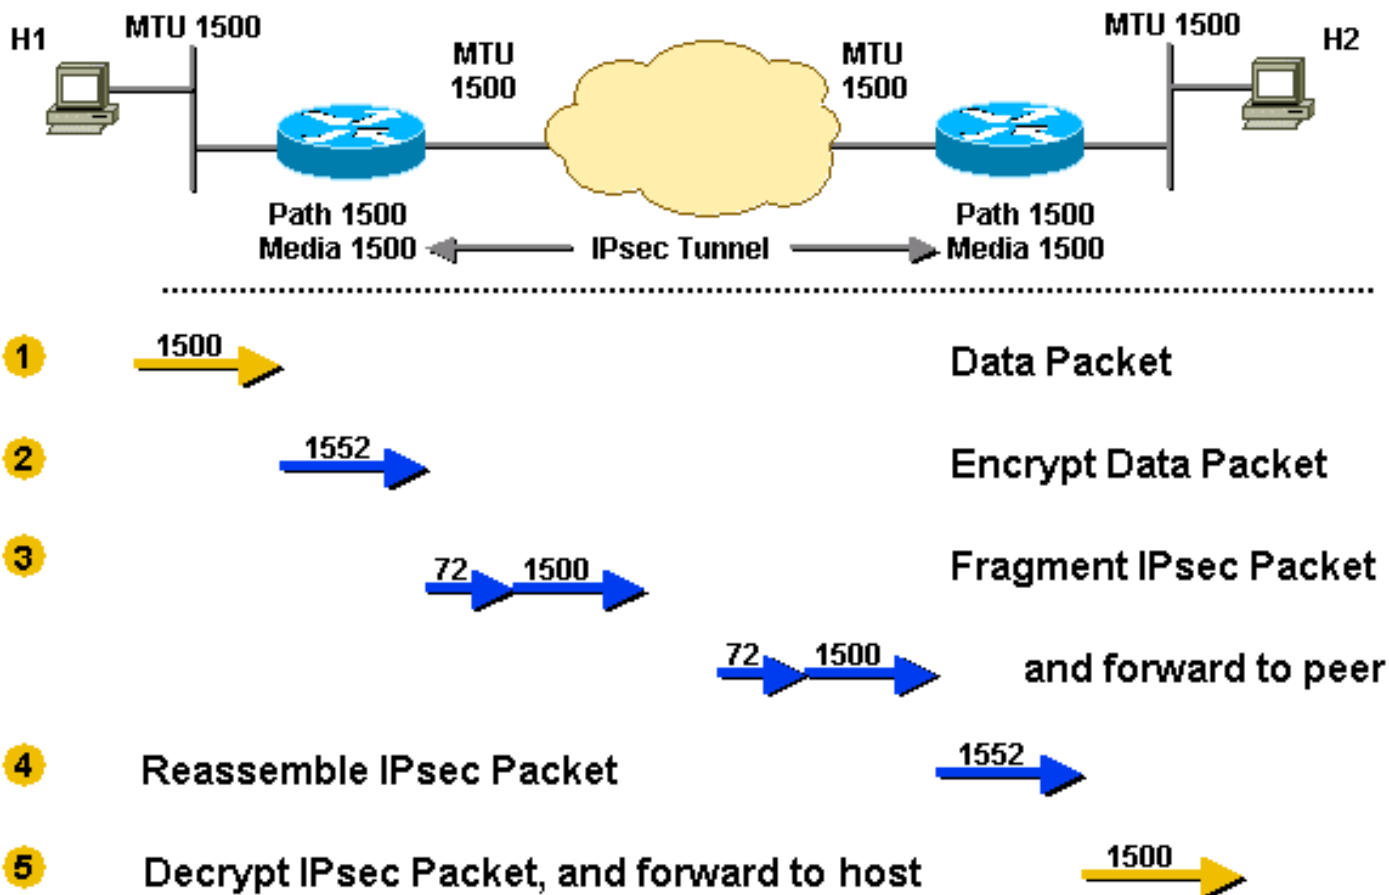 H1
MTU 1500
MTU
1500
MTU
1500
MTU 1500
H2
Path 1500
Media 1500
IPsec Tunnel
Path 1500
Media 1500
1
1500
Data Packet
2
1552
Encrypt Data Packet
3
72
1500
Fragment IPsec Packet
72
1500
and forward to peer
4
Reassemble IPsec Packet
1552
5
Decrypt IPsec Packet, and forward to host
1500